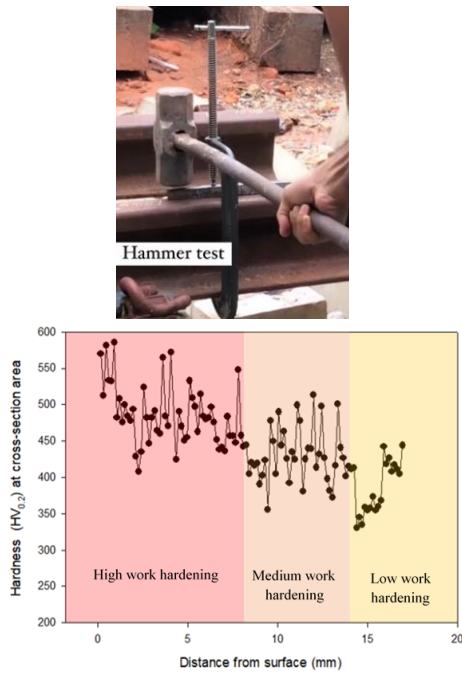 Hammer test
600
550
500
450
400
350
300
250
200
Hardness (HV0.2) at cross-section area
High work hardening
Medium work
hardening
Low work
hardening
0
5
10
15
20
Distance from surface (mm)